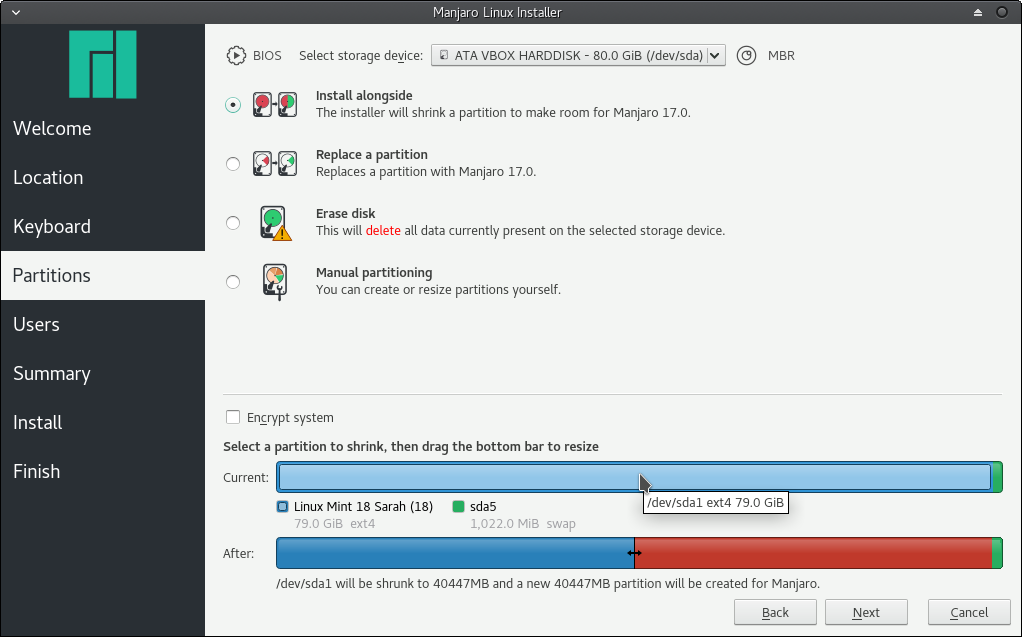 Manjaro Linux Installer
BIOS Select storage device: ATA VBOX HARDDISK - 80.0 GiB (/dev/sda) MBR
Welcome
Location
Keyboard
Partitions
Users
Summary
Install
Finish
Install alongside
The installer will shrink a partition to make room for Manjaro 17.0.
Replace a partition
Replaces a partition with Manjaro 17.0.
Erase disk
This will delete all data currently present on the selected storage device.
Manual partitioning
You can create or resize partitions yourself.
Encrypt system
Select a partition to shrink, then drag the bottom bar to resize
Current:
/dev/sda1 ext4 79.0 GiB
Linux Mint 18 Sarah (18) sda5
79.0 GiB ext4 1,022.0 MiB swap
After:
/dev/sda1 will be shrunk to 40447MB and a new 40447MB partition will be created for Manjaro.
Back Next Cancel